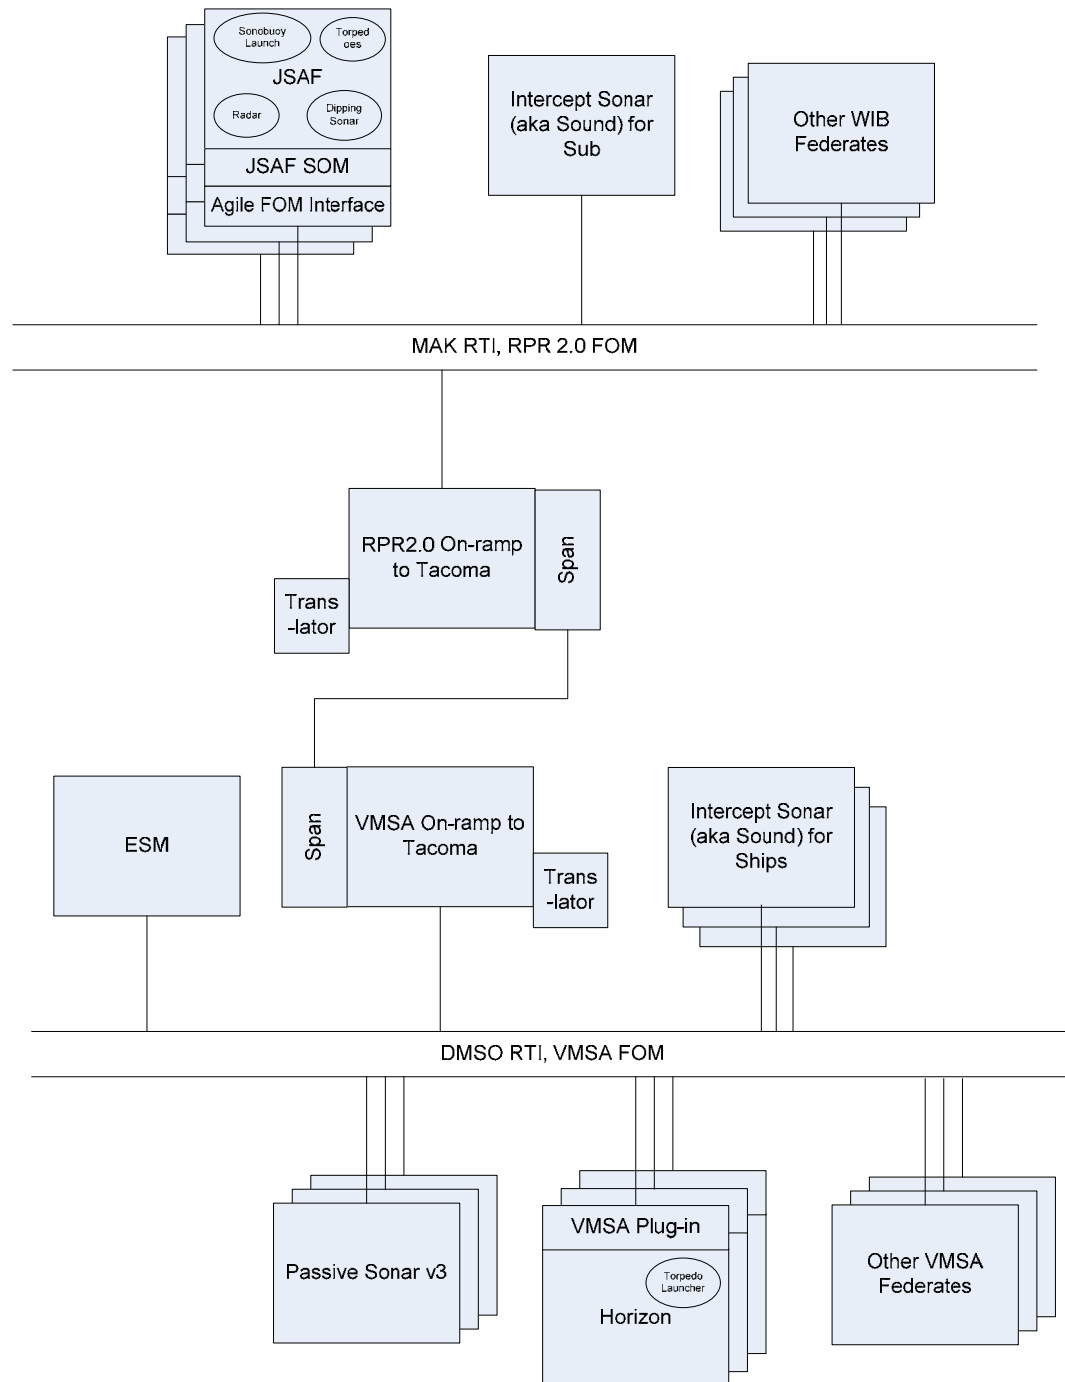 Sonobuoy
Launch
Torped
oes
JSAF
Radar
Dipping
Sonar
JSAF SOM
Agile FOM Interface
Intercept Sonar
(aka Sound) for
Sub
Other WIB
Federates
MAK RTI, RPR 2.0 FOM
RPR2.0 On-ramp
to Tacoma
Span
Trans
-lator
ESM
Span
VMSA On-ramp to
Tacoma
Trans
-lator
Intercept Sonar
(aka Sound) for
Ships
DMSO RTI, VMSA FOM
Passive Sonar v3
VMSA Plug-in
Torpedo
Launcher
Horizon
Other VMSA
Federates